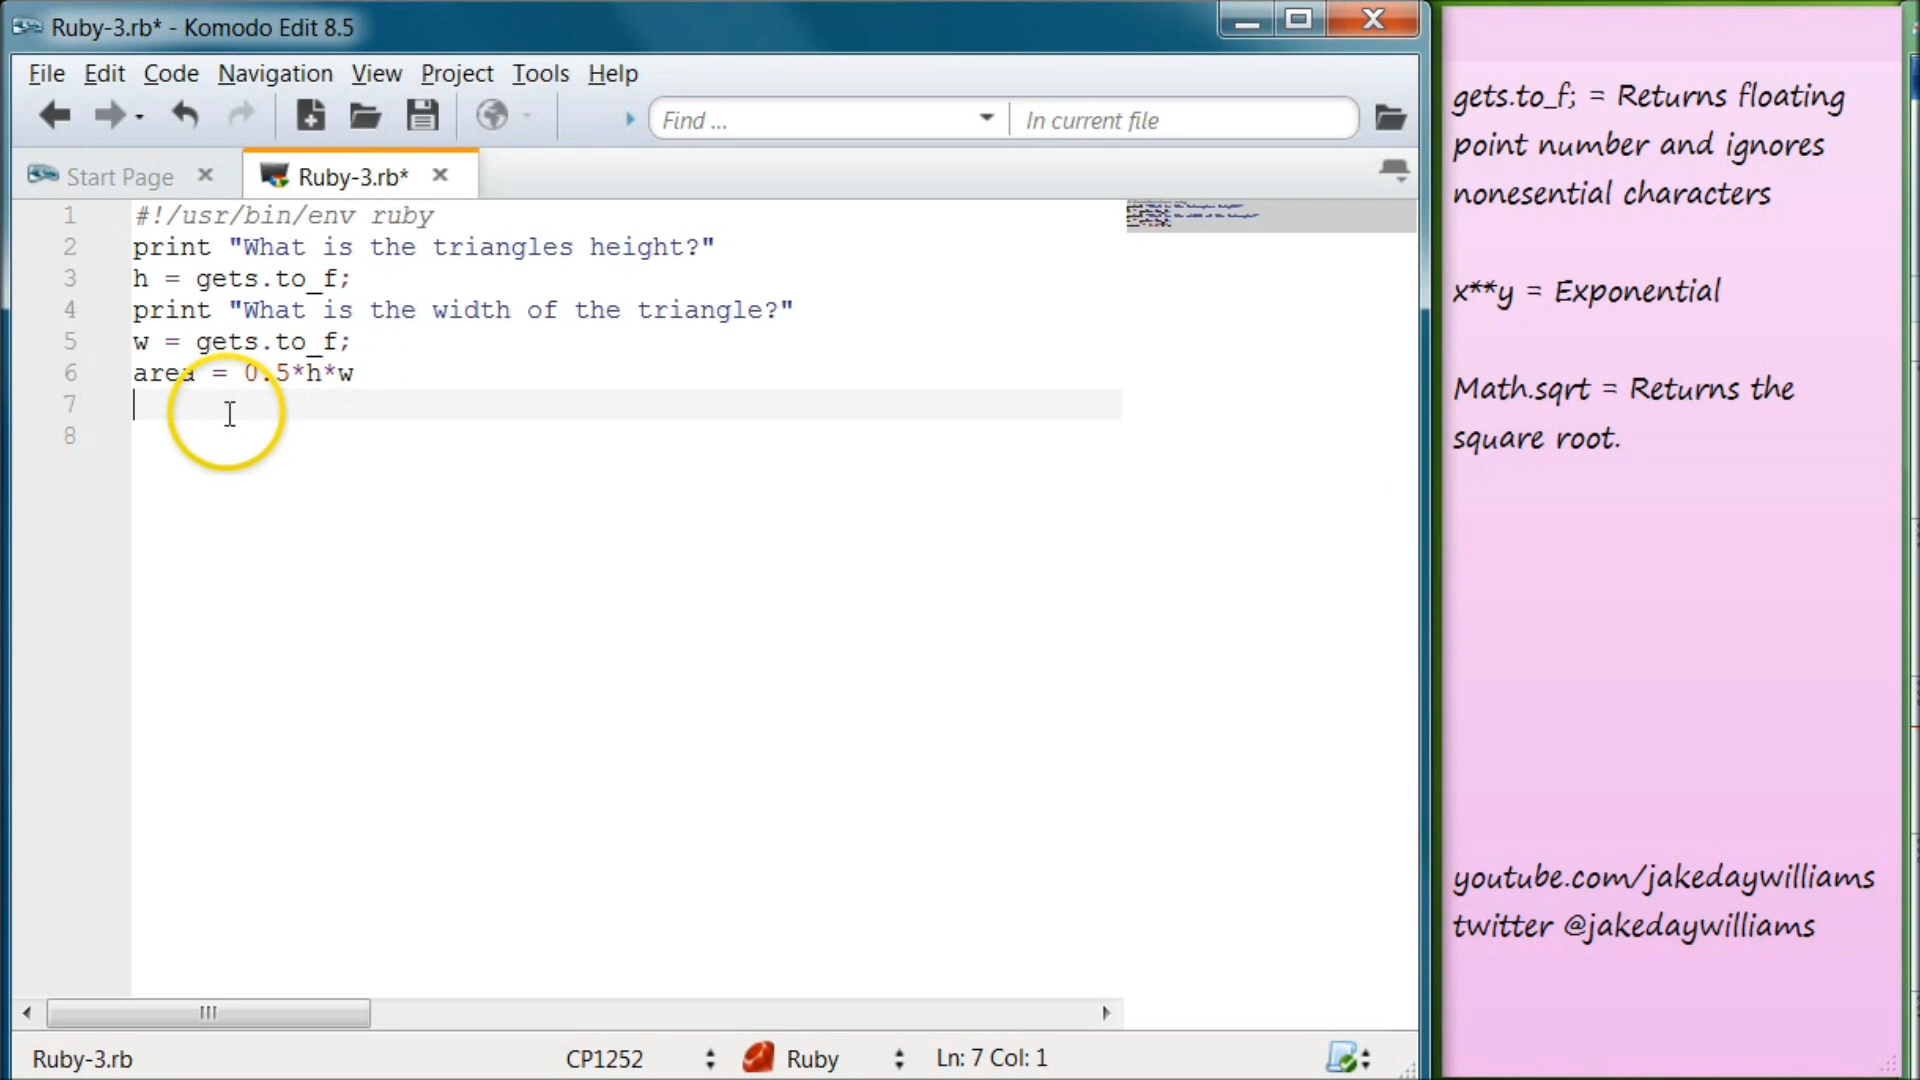 Ruby-3.rb* - Komodo Edit 8.5
File Edit Code Navigation View Project Tools Help
Find ... In current file
Start Page Ruby-3.rb*
1 #!/usr/bin/env ruby
2 print "What is the triangles height?"
3 h = gets.to_f;
4 print "What is the width of the triangle?"
5 w = gets.to_f;
6 area = 0.5*h*w
7
8
Ruby-3.rb CP1252 Ruby Ln: 7 Col: 1
gets.to_f; = Returns floating
point number and ignores
nonesential characters
x**y = Exponential
Math.sqrt = Returns the
square root.
youtube.com/jakedaywilliams
twitter @jakedaywilliams